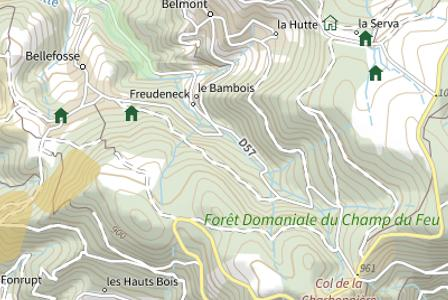 Belmont
la Hutte
la Serva
Bellefosse
Freudeneck
le Bambois
D57
Forêt Domaniale du Champ du Feu
900
961
Fonrupt
les Hauts Bois
Col de la
Charbonnière